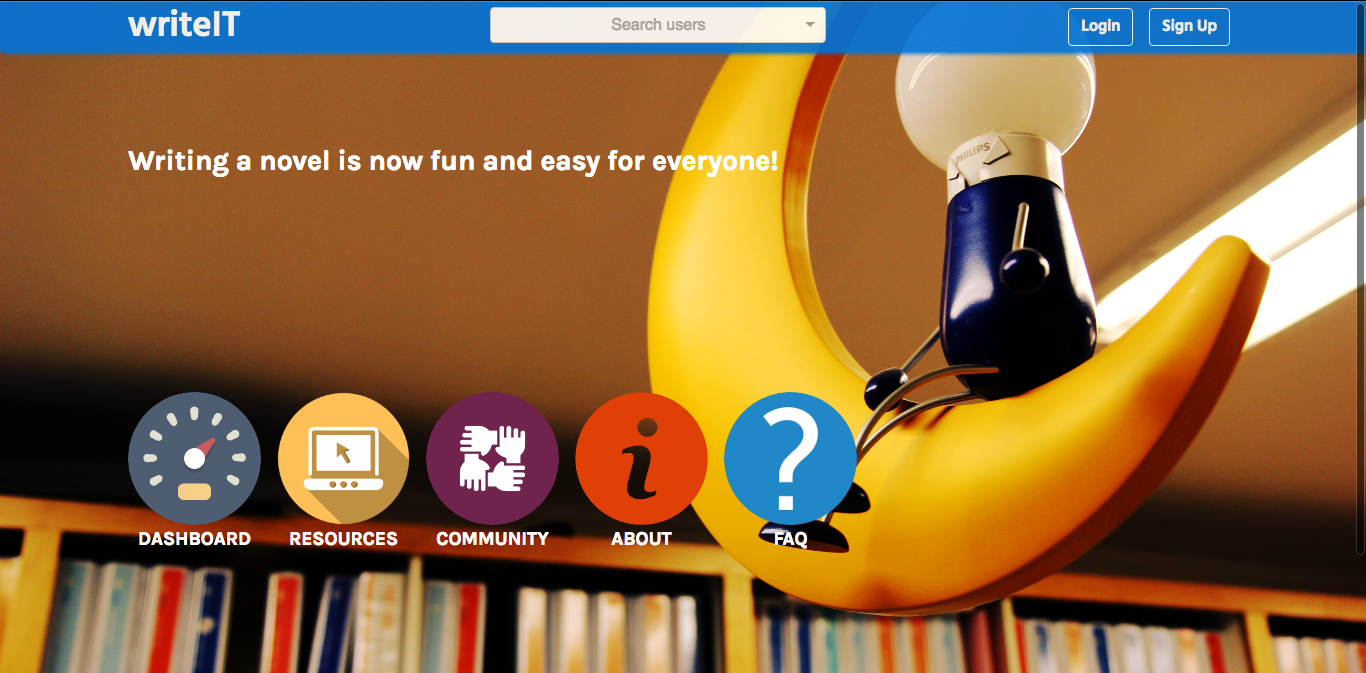 writeIT
Search users
Login
Sign Up
PHILIPS
Writing a novel is now fun and easy for everyone!
DASHBOARD
RESOURCES
COMMUNITY
ABOUT
FAQ